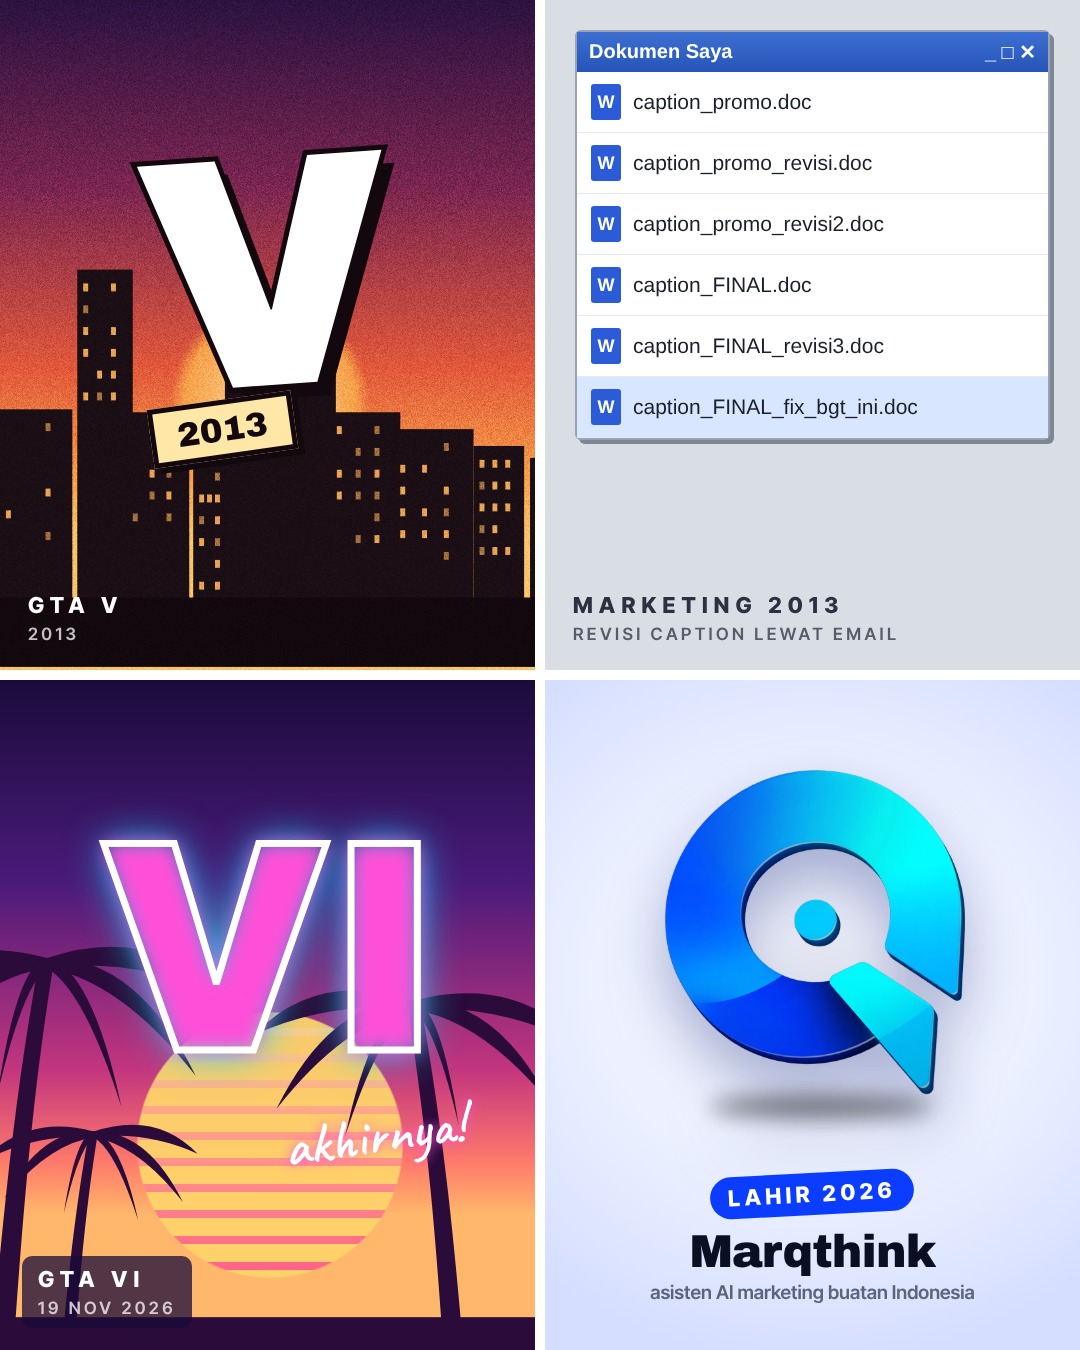 V
2013
GTA V
2013
Dokumen Saya
W caption_promo.doc
W caption_promo_revisi.doc
W caption_promo_revisi2.doc
W caption_FINAL.doc
W caption_FINAL_revisi3.doc
W caption_FINAL_fix_bgt_ini.doc
MARKETING 2013
REVISI CAPTION LEWAT EMAIL
VI
akhirnya!
GTA VI
19 NOV 2026
LAHIR 2026
Marqthink
asisten AI marketing buatan Indonesia